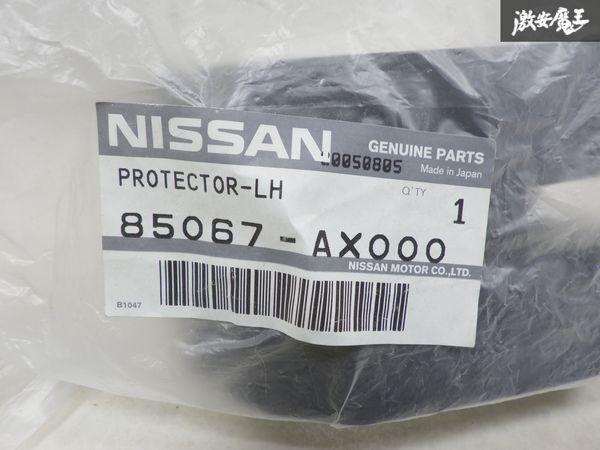 激安魔王
NISSAN
GENUINE PARTS
20050805
Made in Japan
PROTECTOR-LH
Q'TY
1
85067-AX000
NISSAN MOTOR CO.,LTD.
B1047